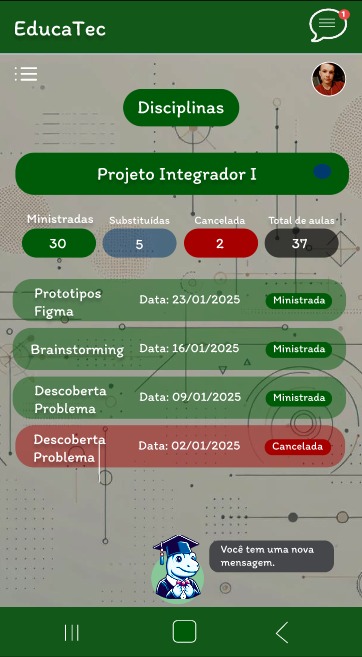 EducaTec
1
Disciplinas
Projeto Integrador I
Ministradas Substituídas Cancelada Total de aulas
30 5 2 37
Prototipos
Figma
Data: 23/01/2025 Ministrada
Brainstorming Data: 16/01/2025 Ministrada
Descoberta
Problema
Data: 09/01/2025 Ministrada
Descoberta
Problema
Data: 02/01/2025 Cancelada
Você tem uma nova
mensagem.